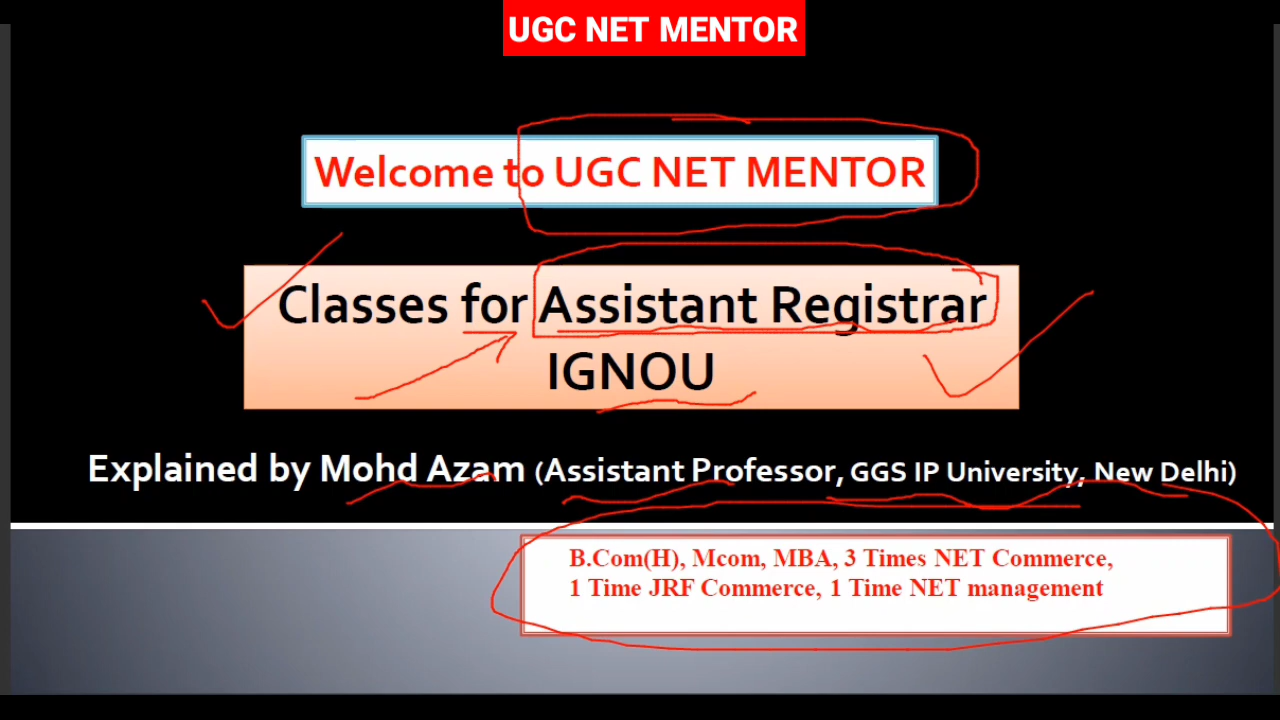 UGC NET MENTOR
Welcome to UGC NET MENTOR
Classes for Assistant Registrar
IGNOU
Explained by Mohd Azam (Assistant Professor, GGS IP University, New Delhi)
B.Com(H), Mcom, MBA, 3 Times NET Commerce,
1 Time JRF Commerce, 1 Time NET management